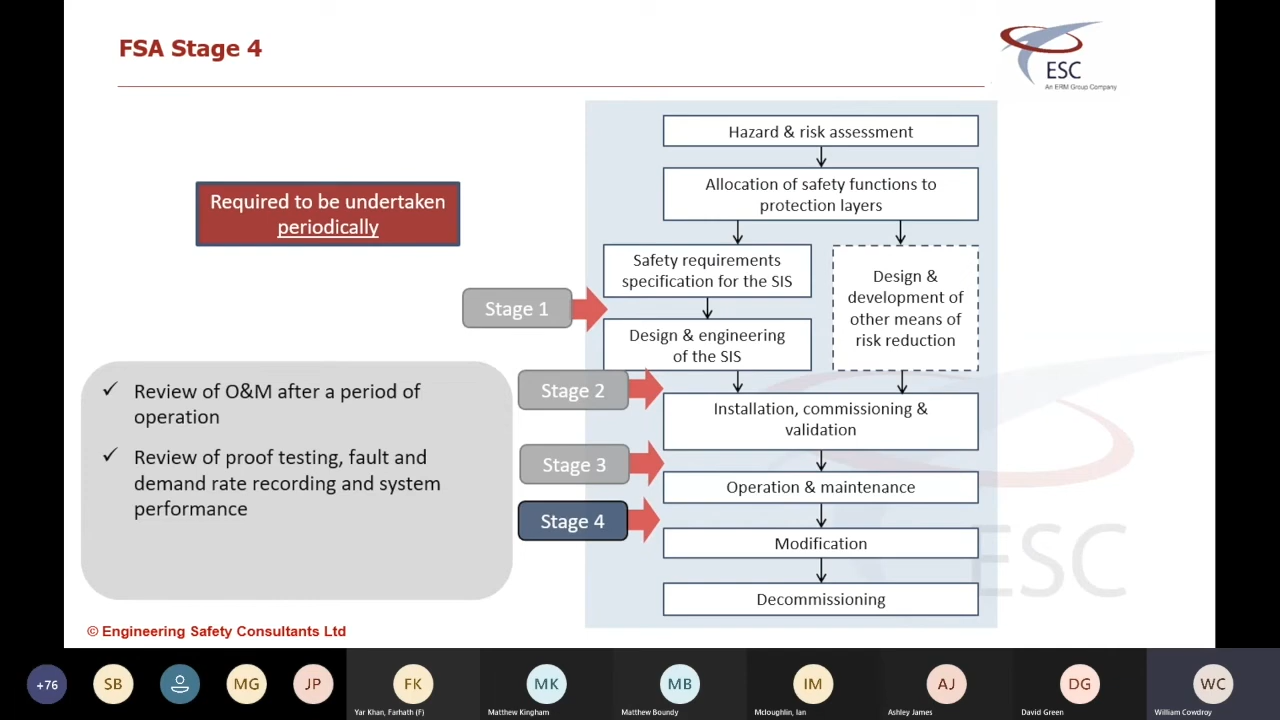 FSA Stage 4
ESC
An ERM Group Company
Required to be undertaken
periodically
Hazard & risk assessment
Allocation of safety functions to
protection layers
Safety requirements
specification for the SIS
Design &
development of
other means of
risk reduction
Stage 1
Design & engineering
of the SIS
Stage 2
Installation, commissioning &
validation
Stage 3
Operation & maintenance
Stage 4
Modification
Decommissioning
✓ Review of O&M after a period of
operation
✓ Review of proof testing, fault and
demand rate recording and system
performance
ESC
© Engineering Safety Consultants Ltd
+76
SB
MG
JP
FK
Yar Khan, Farhath (F)
MK
Matthew Kingham
MB
Matthew Boundy
IM
Mcloughlin, Ian
AJ
Ashley James
DG
David Green
WC
William Cowdroy